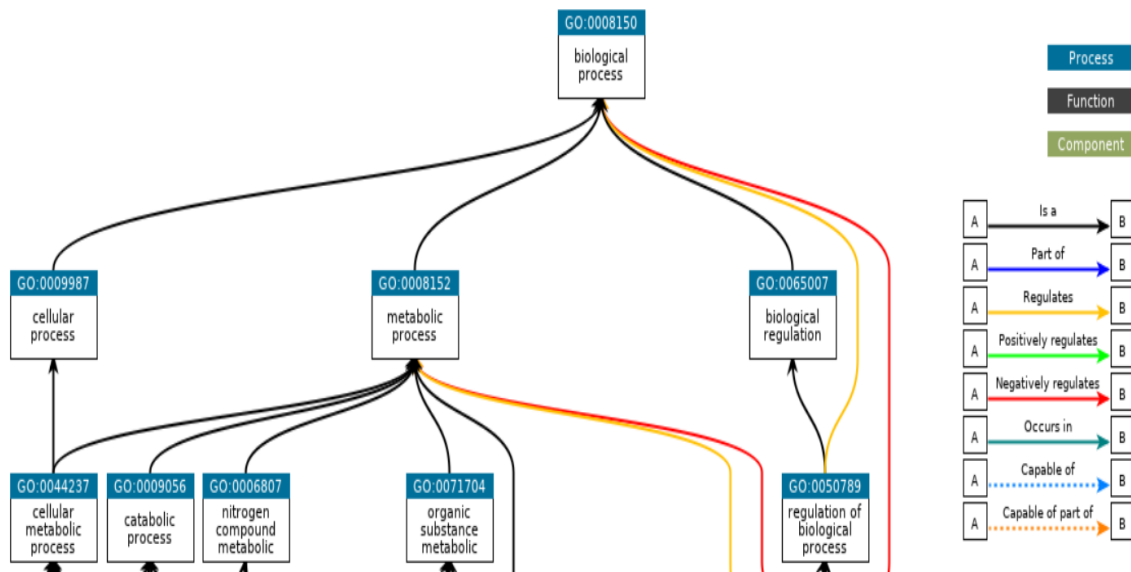 GO:0008150
biological
process
Process
Function
Component
A Is a B
A Part of B
A Regulates B
A Positively regulates B
A Negatively regulates B
A Occurs in B
A Capable of B
A Capable of part of B
GO:0009987
cellular
process
GO:0008152
metabolic
process
GO:0065007
biological
regulation
GO:0044237
cellular
metabolic
process
GO:0009056
catabolic
process
GO:0006807
nitrogen
compound
metabolic
GO:0071704
organic
substance
metabolic
GO:0050789
regulation of
biological
process